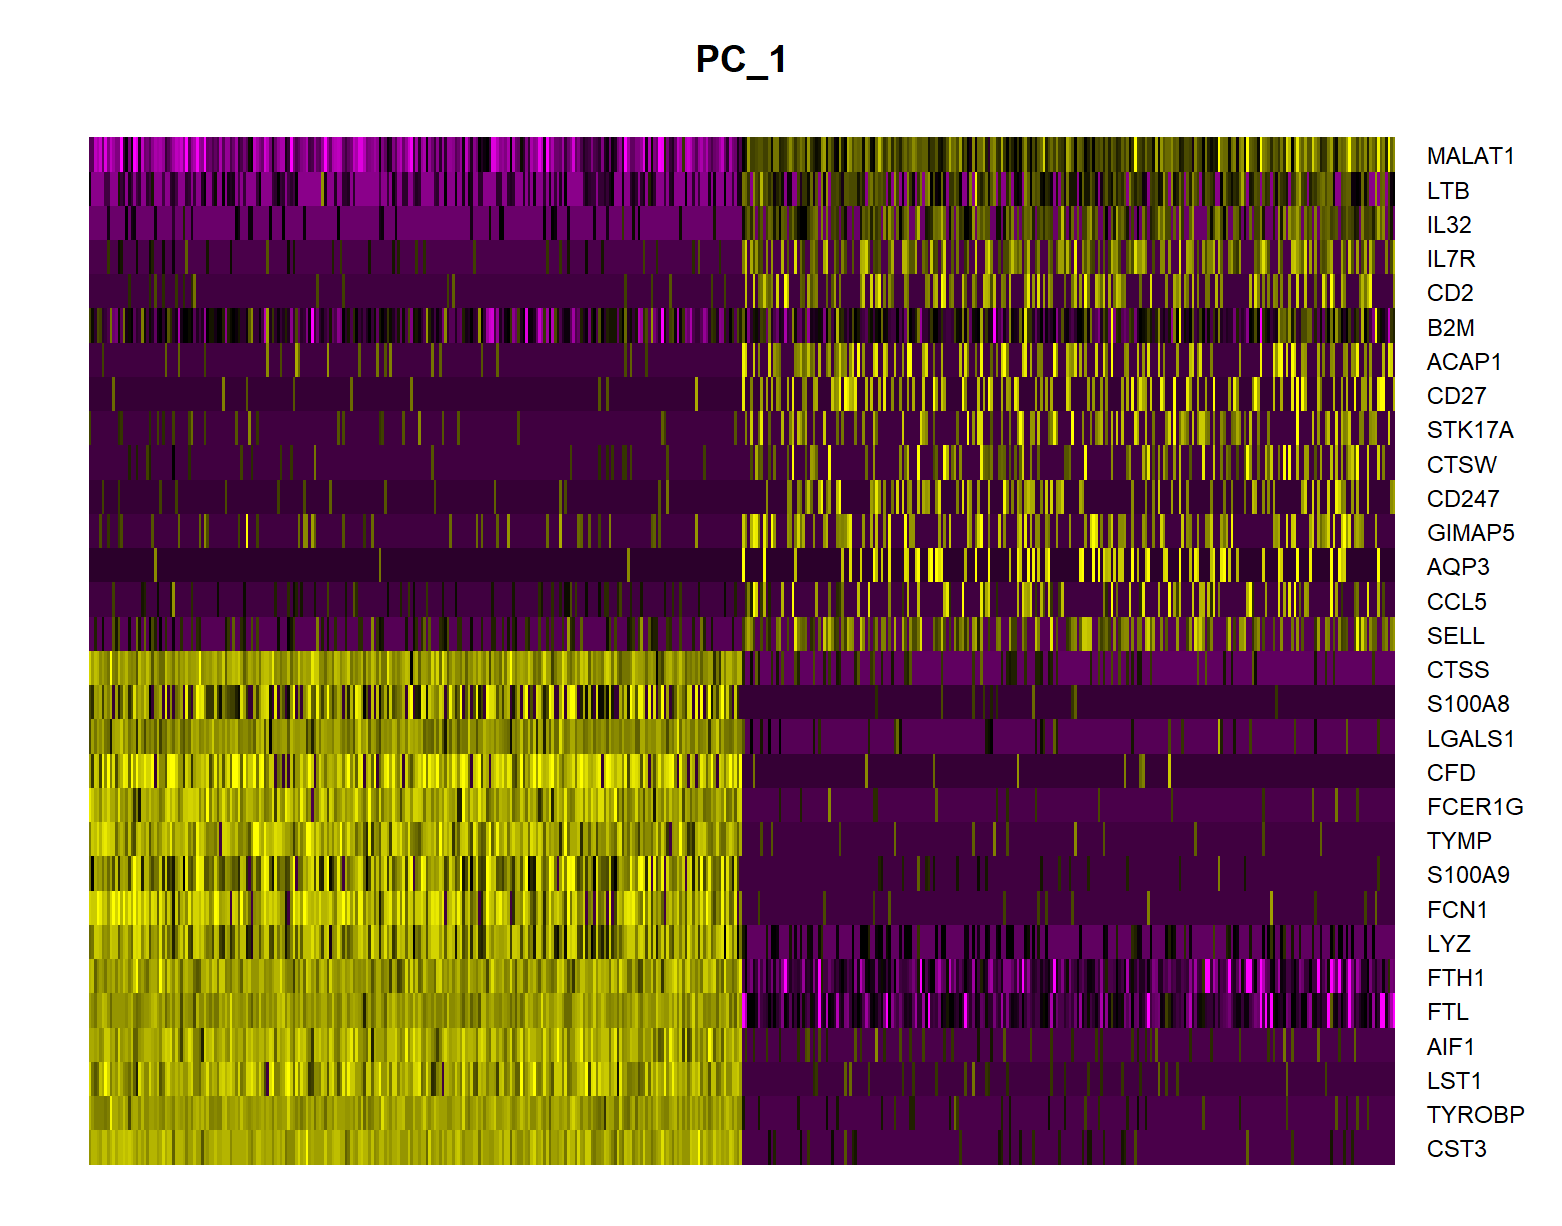 PC_1
MALAT1
LTB
IL32
IL7R
CD2
B2M
ACAP1
CD27
STK17A
CTSW
CD247
GIMAP5
AQP3
CCL5
SELL
CTSS
S100A8
LGALS1
CFD
FCER1G
TYMP
S100A9
FCN1
LYZ
FTH1
FTL
AIF1
LST1
TYROBP
CST3